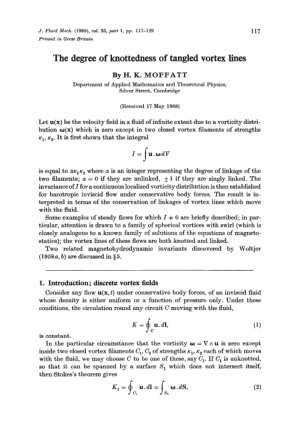 J. Fluid Mech. (1969), vol. 35, part 1, pp. 117-129
117
Printed in Great Britain
The degree of knottedness of tangled vortex lines
By H. K. MOFFATT
Department of Applied Mathematics and Theoretical Physics,
Silver Street, Cambridge
(Received 17 May 1968)
Let u(x) be the velocity field in a fluid of infinite extent due to a vorticity distri-
bution ω(x) which is zero except in two closed vortex filaments of strengths
κ₁, κ₂. It is first shown that the integral
I = ∫ u.ω dV
is equal to ακ₁κ₂ where α is an integer representing the degree of linkage of the
two filaments; α = 0 if they are unlinked, ± 1 if they are singly linked. The
invariance of I for a continuous localized vorticity distribution is then established
for barotropic inviscid flow under conservative body forces. The result is in-
terpreted in terms of the conservation of linkages of vortex lines which move
with the fluid.
Some examples of steady flows for which I ≠ 0 are briefly described; in par-
ticular, attention is drawn to a family of spherical vortices with swirl (which is
closely analogous to a known family of solutions of the equations of magneto-
statics); the vortex lines of these flows are both knotted and linked.
Two related magnetohydrodynamic invariants discovered by Woltjer
(1958a, b) are discussed in §5.
1. Introduction; discrete vortex fields
Consider any flow u(x, t) under conservative body forces, of an inviscid fluid
whose density is either uniform or a function of pressure only. Under these
conditions, the circulation round any circuit C moving with the fluid,
K = ∮_C u.dl, (1)
is constant.
In the particular circumstance that the vorticity ω = ∇∧u is zero except
inside two closed vortex filaments C₁, C₂ of strengths κ₁, κ₂ each of which moves
with the fluid, we may choose C to be one of these, say C₁. If C₁ is unknotted,
so that it can be spanned by a surface S₁ which does not intersect itself,
then Stokes's theorem gives
K₁ = ∮_C₁ u.dl = ∫_S₁ ω.dS, (2)